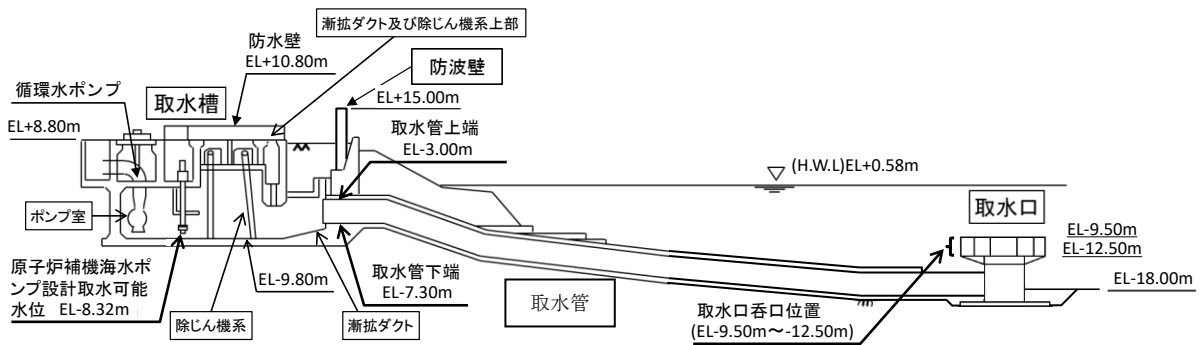 漸拡ダクト及び除じん機系上部
防水壁
EL+10.80m
防波壁
循環水ポンプ
取水槽
EL+15.00m
EL+8.80m
取水管上端
EL-3.00m
(H.W.L)EL+0.58m
取水口
ポンプ室
EL-9.50m
EL-12.50m
原子炉補機海水ポ
ンプ設計取水可能
水位 EL-8.32m
EL-9.80m
取水管下端
EL-7.30m
取水管
EL-18.00m
除じん機系
漸拡ダクト
取水口呑口位置
(EL-9.50m～-12.50m)